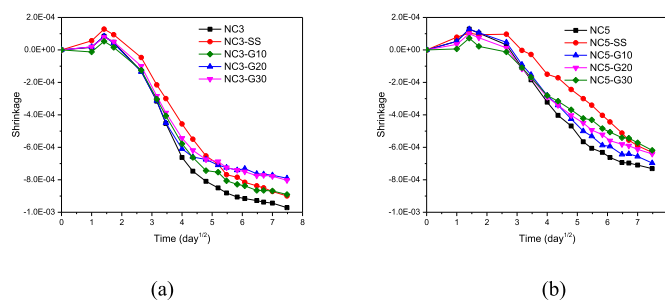 2.0E-04
0.0E+00
-2.0E-04
-4.0E-04
-6.0E-04
-8.0E-04
-1.0E-03
Shrinkage
NC3
NC3-SS
NC3-G10
NC3-G20
NC3-G30
0 1 2 3 4 5 6 7 8
Time (day1/2)
(a)
2.0E-04
0.0E+00
-2.0E-04
-4.0E-04
-6.0E-04
-8.0E-04
-1.0E-03
Shrinkage
NC5
NC5-SS
NC5-G10
NC5-G20
NC5-G30
0 1 2 3 4 5 6 7
Time (day1/2)
(b)